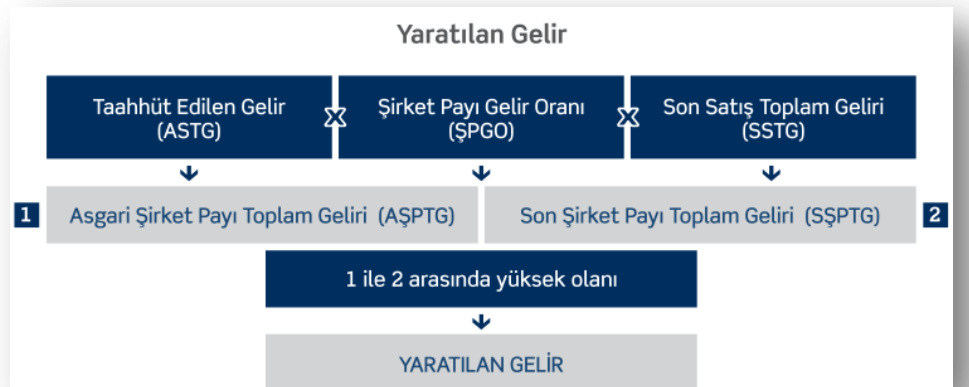 Yaratılan Gelir
Taahhüt Edilen Gelir
(ASTG)
Şirket Payı Gelir Oranı
(ŞPGO)
Son Satış Toplam Geliri
(SSTG)
1
Asgari Şirket Payı Toplam Geliri (AŞPTG)
Son Şirket Payı Toplam Geliri (SŞPTG)
2
1 ile 2 arasında yüksek olanı
YARATILAN GELİR